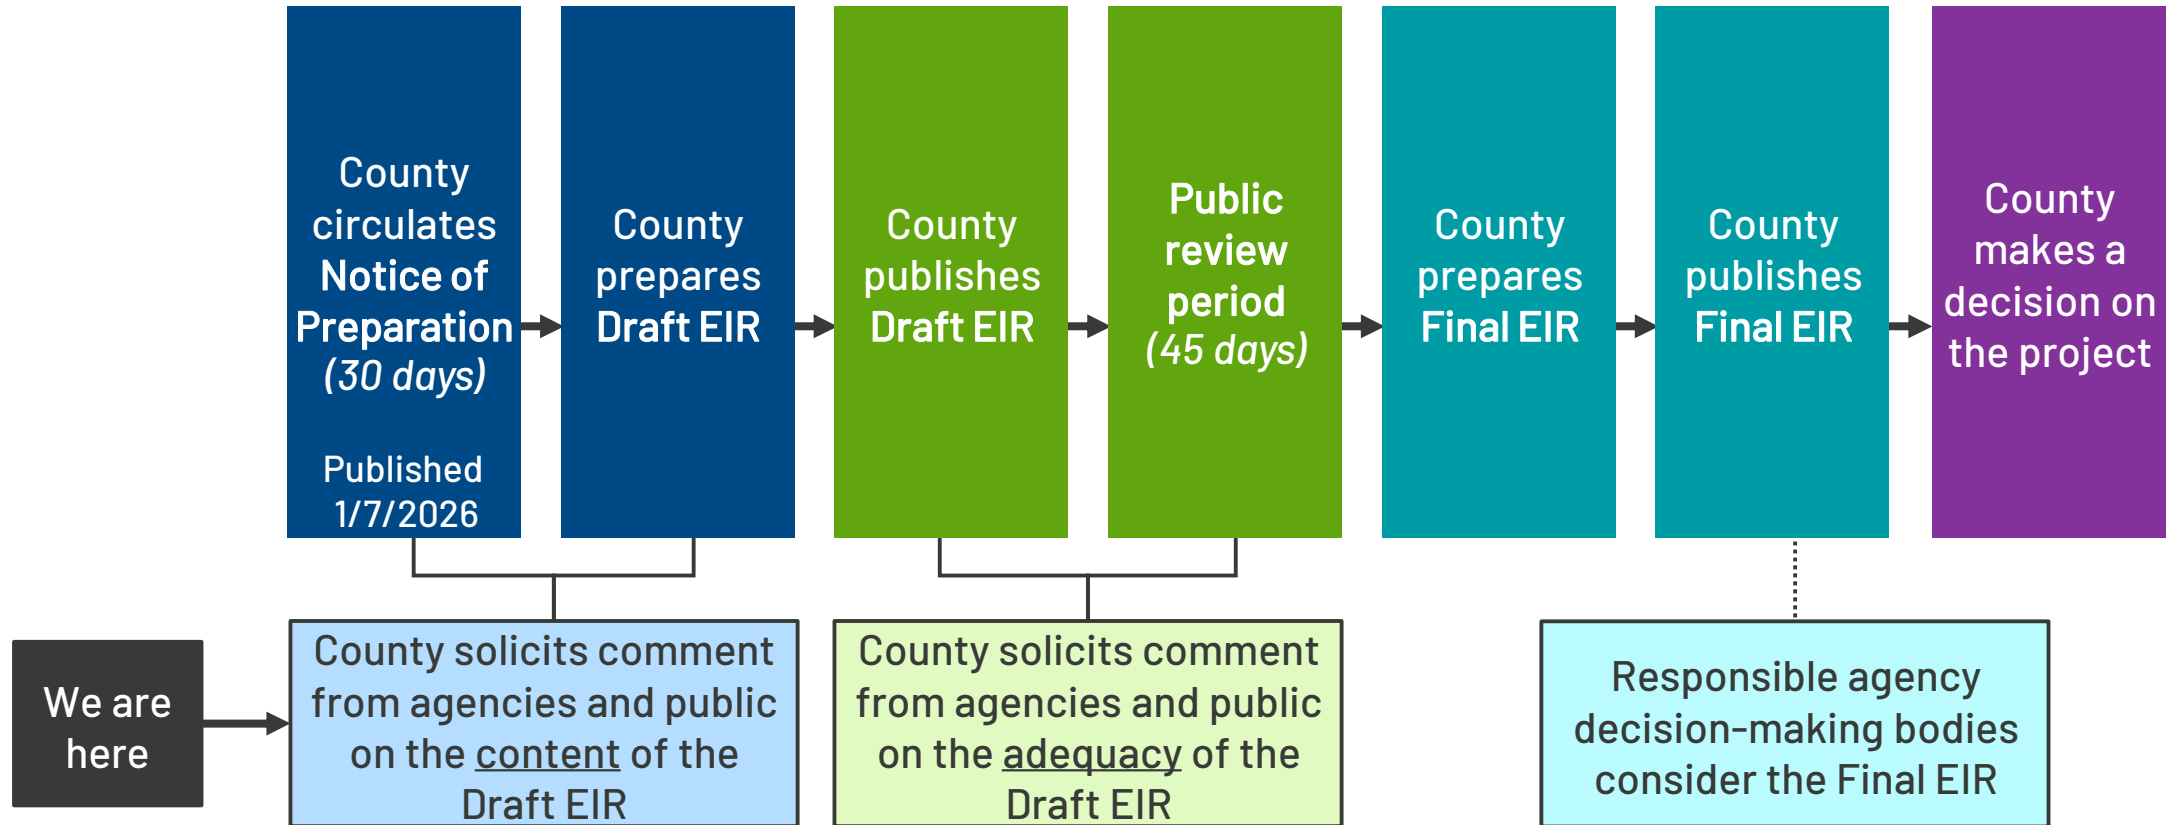 County
circulates
Notice of
Preparation
(30 days)
Published
1/7/2026
County
prepares
Draft EIR
County
publishes
Draft EIR
Public
review
period
(45 days)
County
prepares
Final EIR
County
publishes
Final EIR
County
makes a
decision on
the project
We are
here
County solicits comment
from agencies and public
on the content of the
Draft EIR
County solicits comment
from agencies and public
on the adequacy of the
Draft EIR
Responsible agency
decision-making bodies
consider the Final EIR